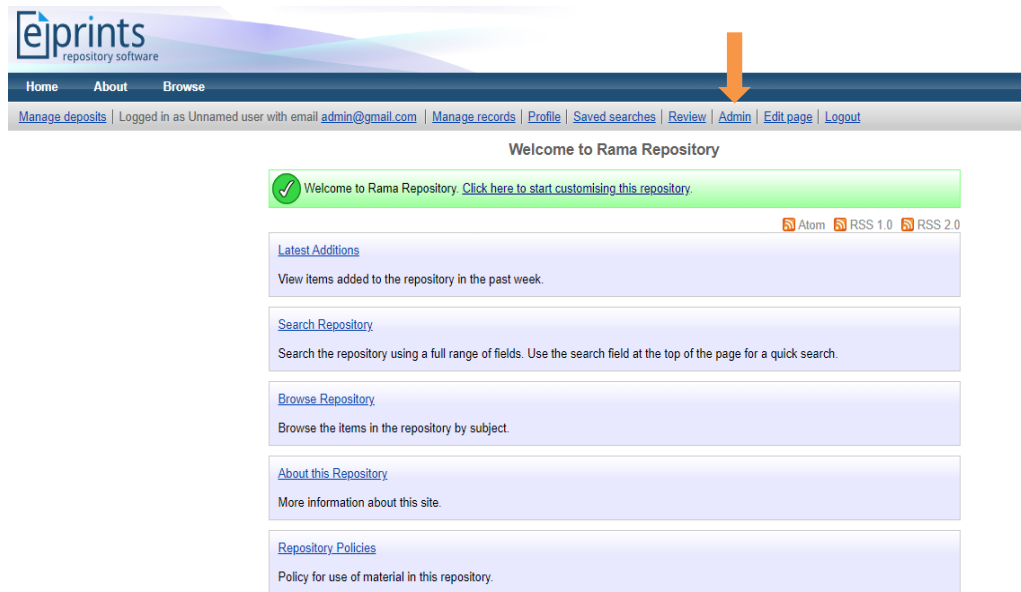 eprints
repository software
Home About Browse
Manage deposits | Logged in as Unnamed user with email admin@gmail.com | Manage records | Profile | Saved searches | Review | Admin | Edit page | Logout
Welcome to Rama Repository
Welcome to Rama Repository. Click here to start customising this repository.
Atom RSS 1.0 RSS 2.0
Latest Additions
View items added to the repository in the past week.
Search Repository
Search the repository using a full range of fields. Use the search field at the top of the page for a quick search.
Browse Repository
Browse the items in the repository by subject.
About this Repository
More information about this site.
Repository Policies
Policy for use of material in this repository.